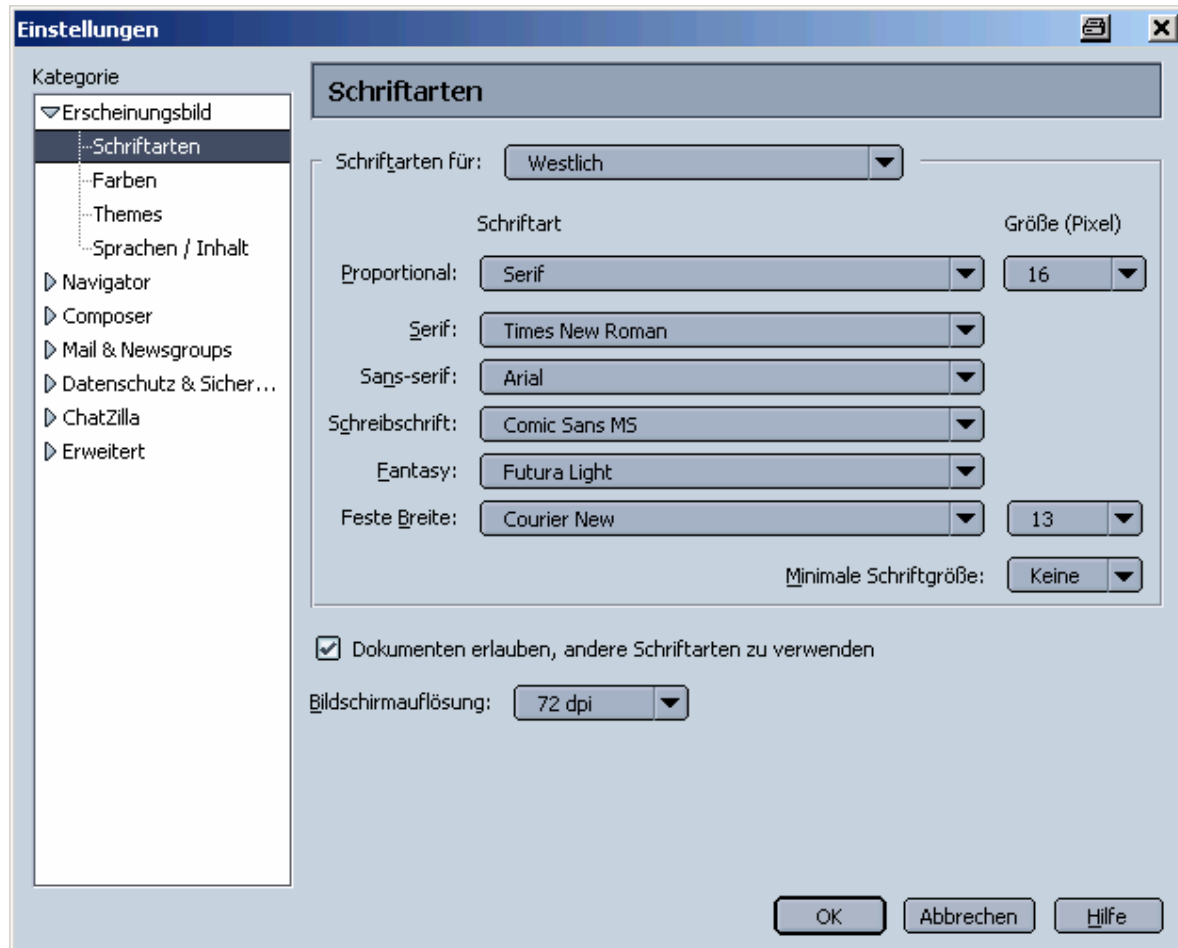 Einstellungen
Kategorie
Erscheinungsbild
Schriftarten
Farben
Themes
Sprachen / Inhalt
Navigator
Composer
Mail & Newsgroups
Datenschutz & Sicher...
ChatZilla
Erweitert
Schriftarten
Schriftarten für: Westlich
Schriftart Größe (Pixel)
Proportional: Serif 16
Serif: Times New Roman
Sans-serif: Arial
Schreibschrift: Comic Sans MS
Fantasy: Futura Light
Feste Breite: Courier New 13
Minimale Schriftgröße: Keine
Dokumenten erlauben, andere Schriftarten zu verwenden
Bildschirmauflösung: 72 dpi
OK Abbrechen Hilfe